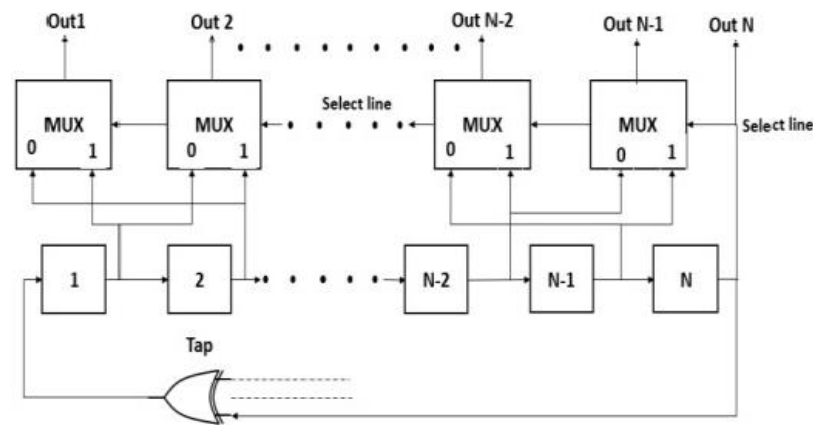 Out1 Out 2 Out N-2 Out N-1 Out N
MUX MUX Select line MUX MUX Select line
0 1 0 1 0 1 0 1
1 2 N-2 N-1 N
Tap